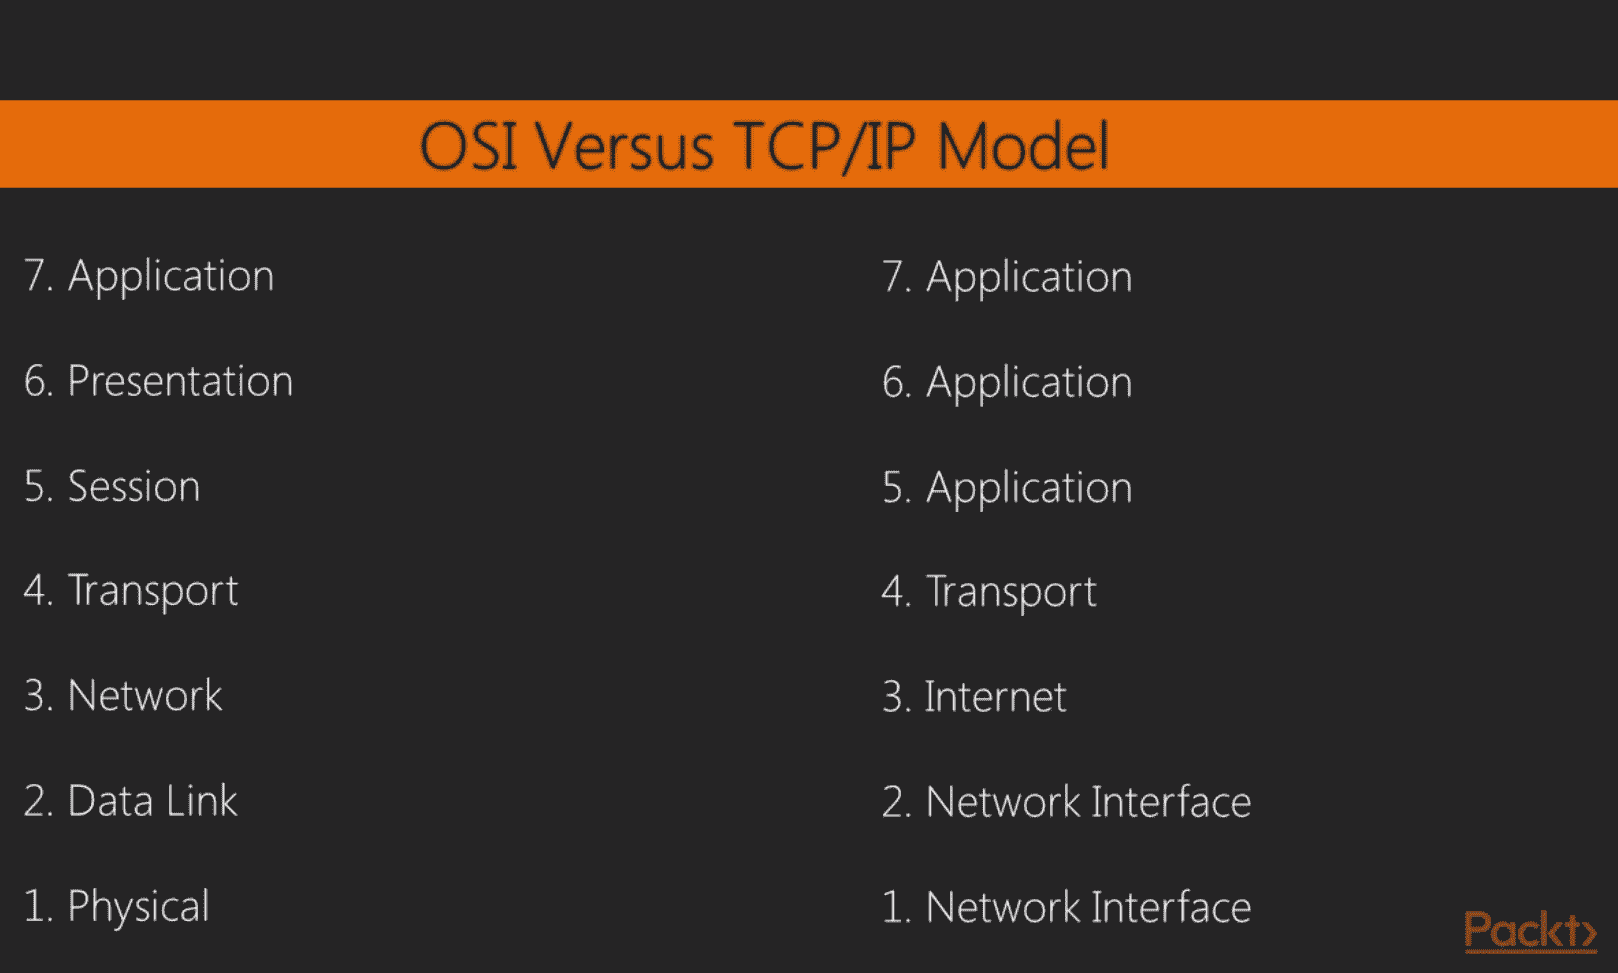 OSI Versus TCP/IP Model
7. Application
6. Presentation
5. Session
4. Transport
3. Network
2. Data Link
1. Physical
7. Application
6. Application
5. Application
4. Transport
3. Internet
2. Network Interface
1. Network Interface
Packt>